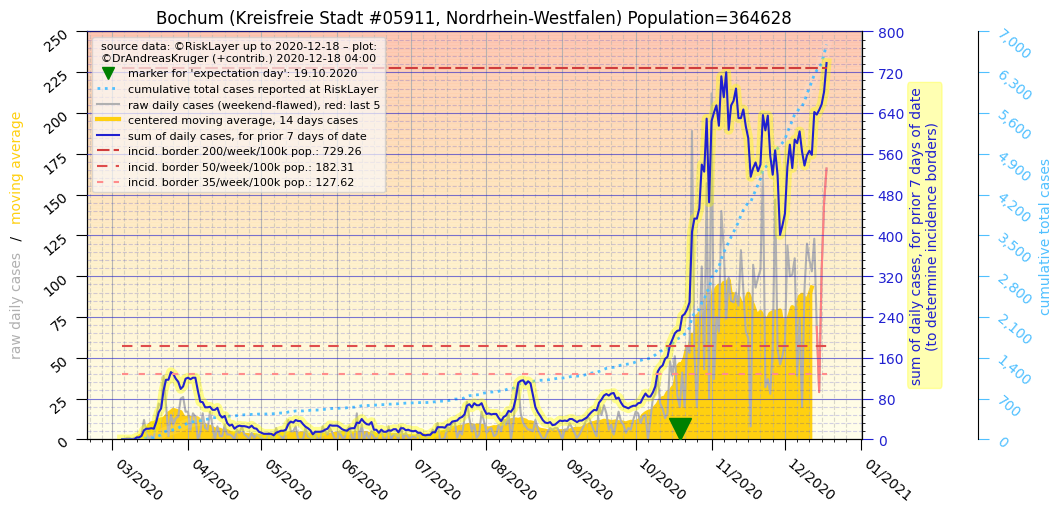 Bochum (Kreisfreie Stadt #05911, Nordrhein-Westfalen) Population=364628
source data: ©RiskLayer up to 2020-12-18 – plot:
©DrAndreasKruger (+contrib.) 2020-12-18 04:00
marker for 'expectation day': 19.10.2020
cumulative total cases reported at RiskLayer
raw daily cases (weekend-flawed), red: last 5
centered moving average, 14 days cases
sum of daily cases, for prior 7 days of date
incid. border 200/week/100k pop.: 729.26
incid. border 50/week/100k pop.: 182.31
incid. border 35/week/100k pop.: 127.62
raw daily cases / moving average
250
225
200
175
150
125
100
75
50
25
0
03/2020
04/2020
05/2020
06/2020
07/2020
08/2020
09/2020
10/2020
11/2020
12/2020
01/2021
800
720
640
560
480
400
320
240
160
80
0
sum of daily cases, for prior 7 days of date
(to determine incidence borders)
7,000
6,300
5,600
4,900
4,200
3,500
2,800
2,100
1,400
700
0
cumulative total cases